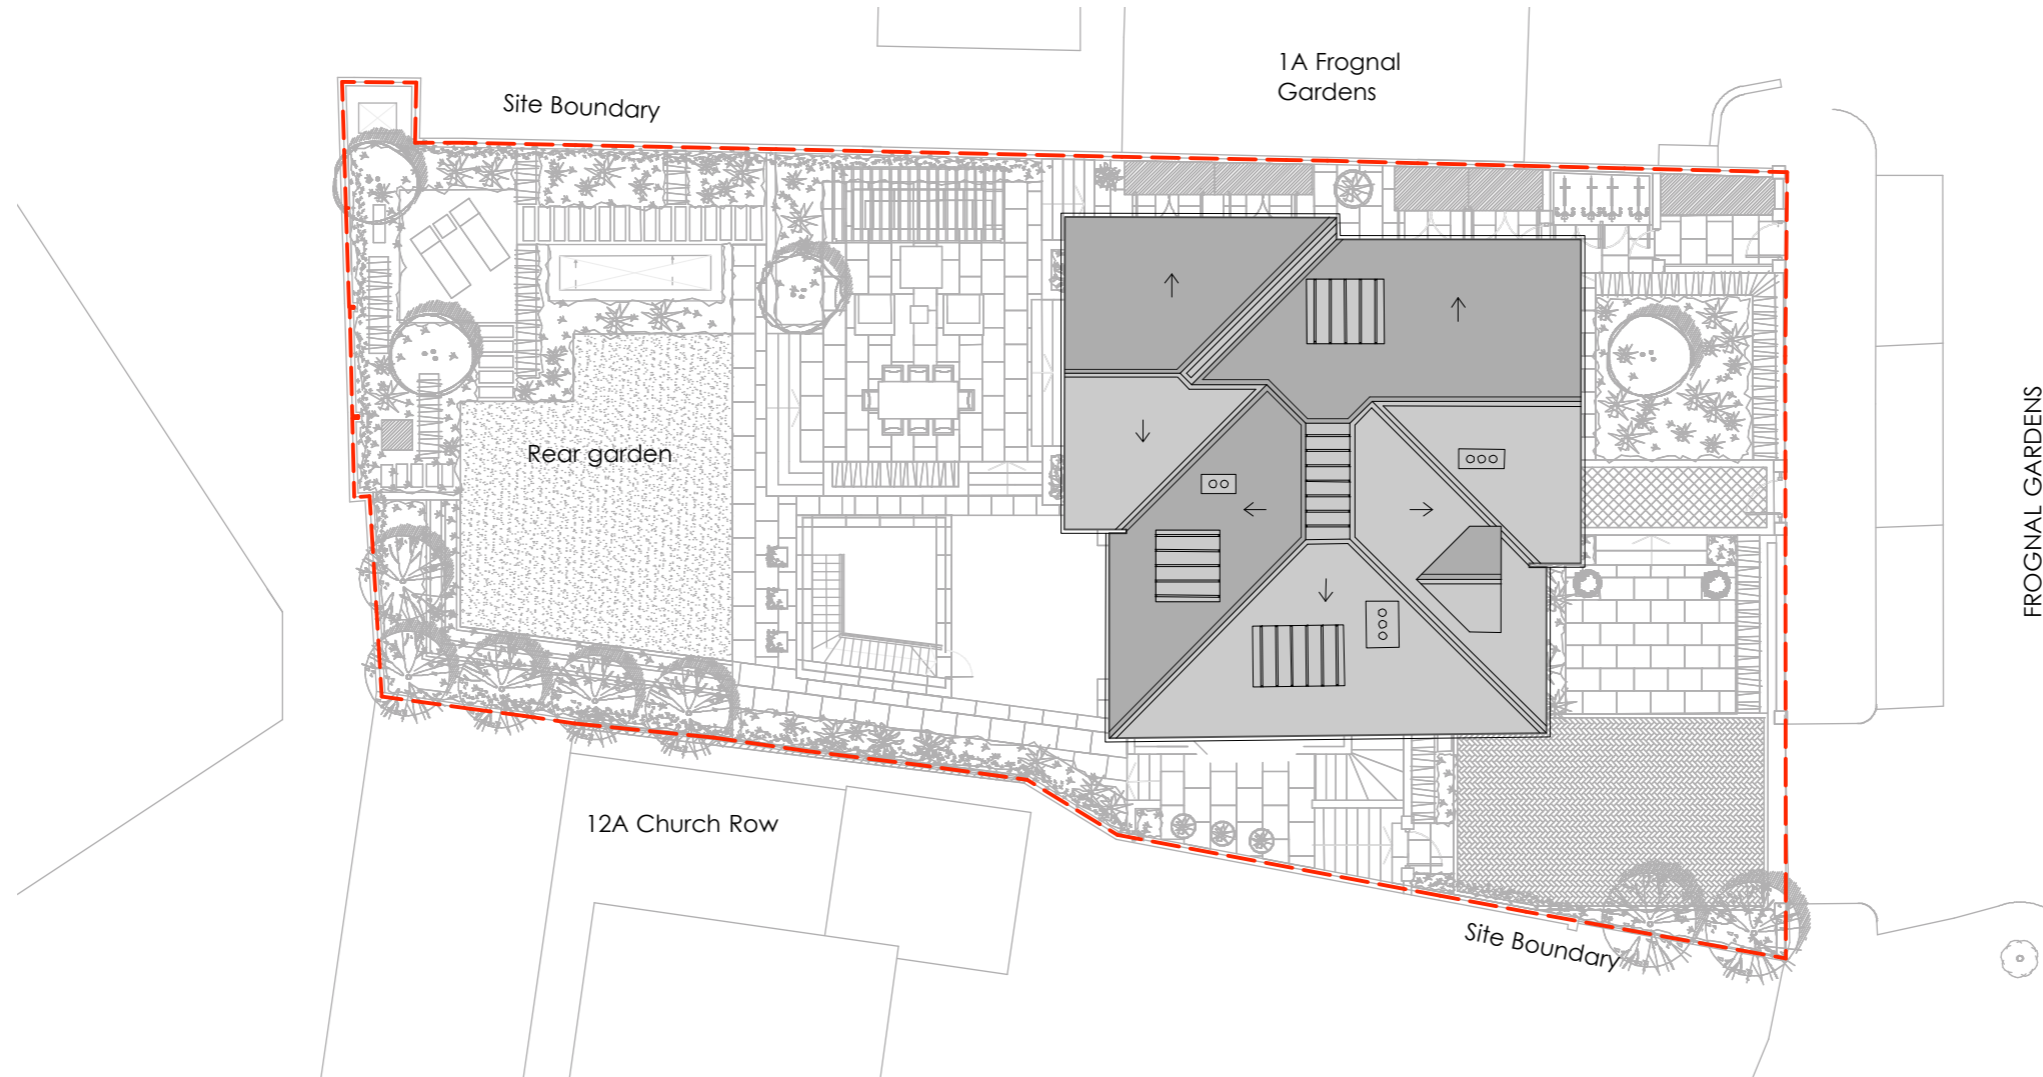 1A Frognal
Gardens
Site Boundary
Rear garden
FROGNAL GARDENS
12A Church Row
Site Boundary